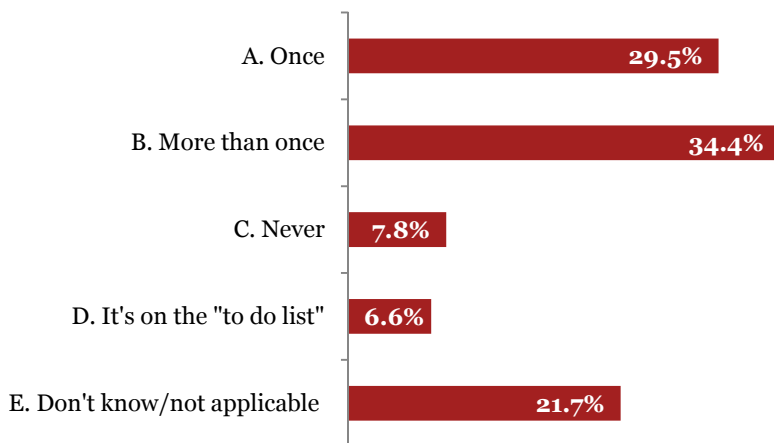 A. Once 29.5%
B. More than once 34.4%
C. Never 7.8%
D. It's on the "to do list" 6.6%
E. Don't know/not applicable 21.7%